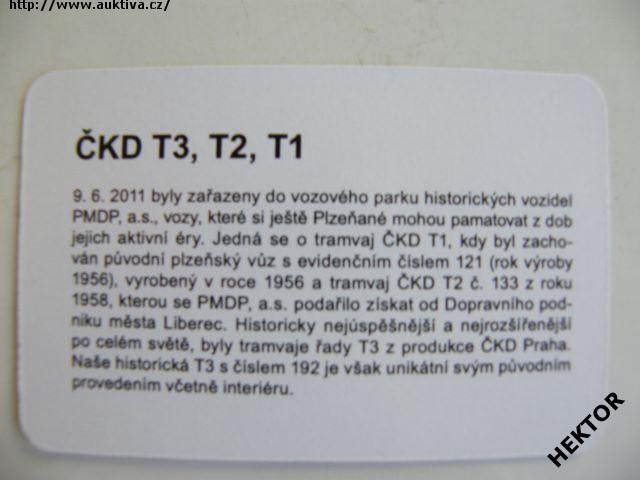 http://www.auktiva.cz/
ČKD T3, T2, T1
9. 6. 2011 byly zařazeny do vozového parku historických vozidel
PMDP, a.s., vozy, které si ještě Plzeňané mohou pamatovat z dob
jejich aktivní éry. Jedná se o tramvaj ČKD T1, kdy byl zacho-
ván původní plzeňský vůz s evidenčním číslem 121 (rok výroby
1956), vyrobený v roce 1956 a tramvaj ČKD T2 č. 133 z roku
1958, kterou se PMDP, a.s. podařilo získat od Dopravního pod-
niku města Liberec. Historicky nejúspěšnější a nejrozšířenější
po celém světě, byly tramvaje řady T3 z produkce ČKD Praha.
Naše historická T3 s číslem 192 je však unikátní svým původním
provedením včetně interiéru.
HEKTOR